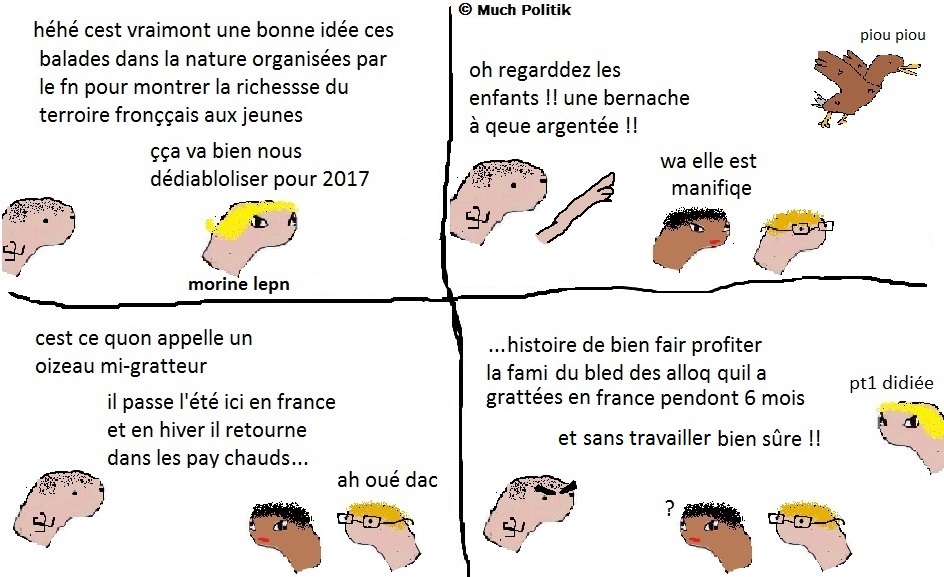 © Much Politik
héhé cest vraimont une bonne idée ces
balades dans la nature organisées par
le fn pour montrer la richessse du
terroire fronççais aux jeunes
çça va bien nous
dédiabloliser pour 2017
morine lepn
piou piou
oh regarddez les
enfants !! une bernache
à qeue argentée !!
wa elle est
manifiqe
cest ce quon appelle un
oizeau mi-gratteur
il passe l'été ici en france
et en hiver il retourne
dans les pay chauds...
ah oué dac
...histoire de bien fair profiter
la fami du bled des alloq quil a
grattées en france pendont 6 mois
pt1 didiée
et sans travailler bien sûre !!
?